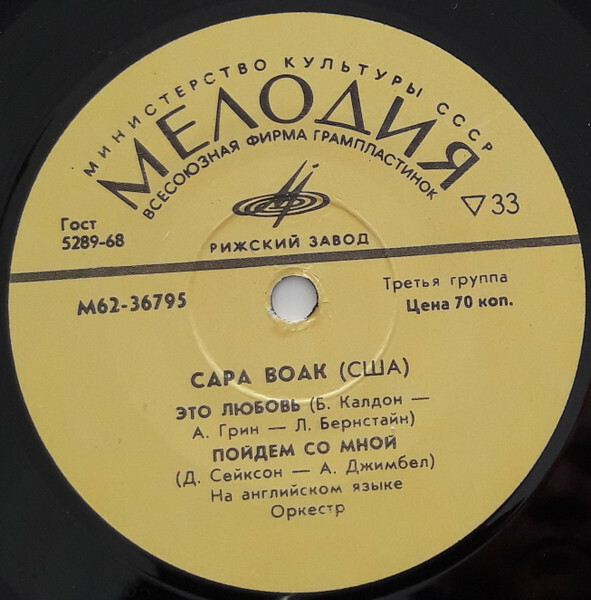 МИНИСТЕРСТВО КУЛЬТУРЫ СССР
МЕЛОДИЯ
ВСЕСОЮЗНАЯ ФИРМА ГРАМПЛАСТИНОК
Гост
5289-68
▽33
РИЖСКИЙ ЗАВОД
М62-36795
Третья группа
Цена 70 коп.
САРА ВОАК (США)
ЭТО ЛЮБОВЬ (Б. Калдон —
А. Грин — Л. Бернстайн)
ПОЙДЕМ СО МНОЙ
(Д. Сейксон — А. Джимбел)
На английском языке
Оркестр